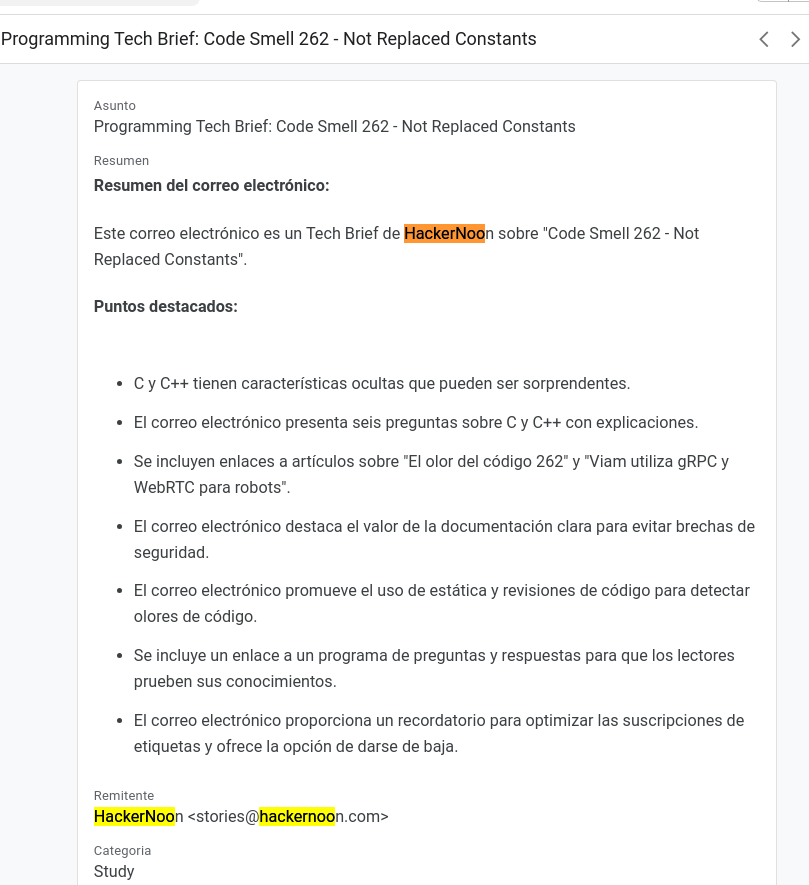 Programming Tech Brief: Code Smell 262 - Not Replaced Constants
Asunto
Programming Tech Brief: Code Smell 262 - Not Replaced Constants
Resumen
Resumen del correo electrónico:
Este correo electrónico es un Tech Brief de HackerNoon sobre "Code Smell 262 - Not
Replaced Constants".
Puntos destacados:
• C y C++ tienen características ocultas que pueden ser sorprendentes.
• El correo electrónico presenta seis preguntas sobre C y C++ con explicaciones.
• Se incluyen enlaces a artículos sobre "El olor del código 262" y "Viam utiliza gRPC y
WebRTC para robots".
• El correo electrónico destaca el valor de la documentación clara para evitar brechas de
seguridad.
• El correo electrónico promueve el uso de estática y revisiones de código para detectar
olores de código.
• Se incluye un enlace a un programa de preguntas y respuestas para que los lectores
prueben sus conocimientos.
• El correo electrónico proporciona un recordatorio para optimizar las suscripciones de
etiquetas y ofrece la opción de darse de baja.
Remitente
HackerNoon <stories@hackernoon.com>
Categoria
Study